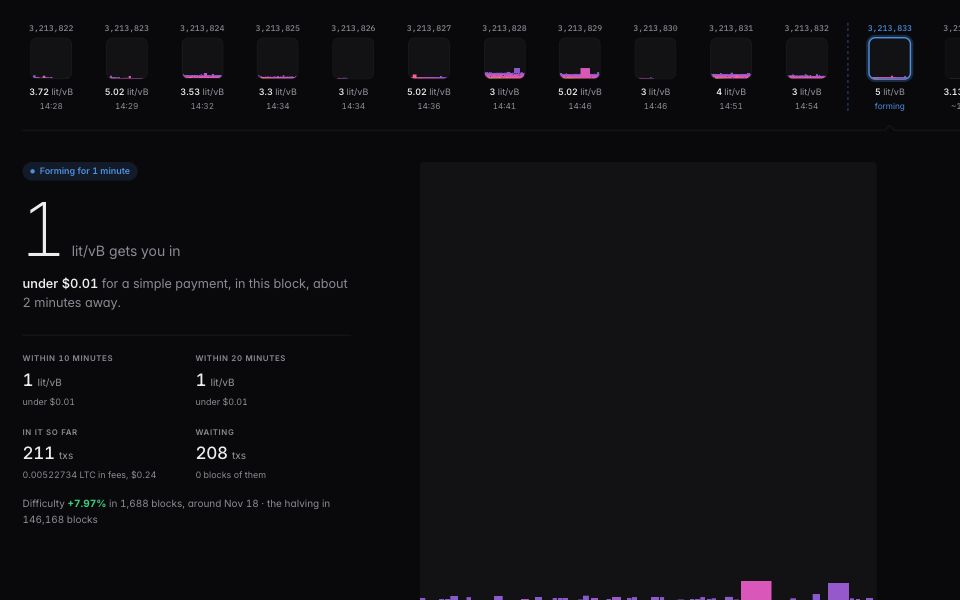 3,213,822 3,213,823 3,213,824 3,213,825 3,213,826 3,213,827 3,213,828 3,213,829 3,213,830 3,213,831 3,213,832 3,213,833
3.72 lit/vB 5.02 lit/vB 3.53 lit/vB 3.3 lit/vB 3 lit/vB 5.02 lit/vB 3 lit/vB 5.02 lit/vB 3 lit/vB 4 lit/vB 3 lit/vB 5 lit/vB
14:28 14:29 14:32 14:34 14:34 14:36 14:41 14:46 14:46 14:51 14:54 forming
Forming for 1 minute
1 lit/vB gets you in
under $0.01 for a simple payment, in this block, about
2 minutes away.
WITHIN 10 MINUTES WITHIN 20 MINUTES
1 lit/vB 1 lit/vB
under $0.01 under $0.01
IN IT SO FAR WAITING
211 txs 208 txs
0.00522734 LTC in fees, $0.24 0 blocks of them
Difficulty +7.97% in 1,688 blocks, around Nov 18 · the halving in
146,168 blocks